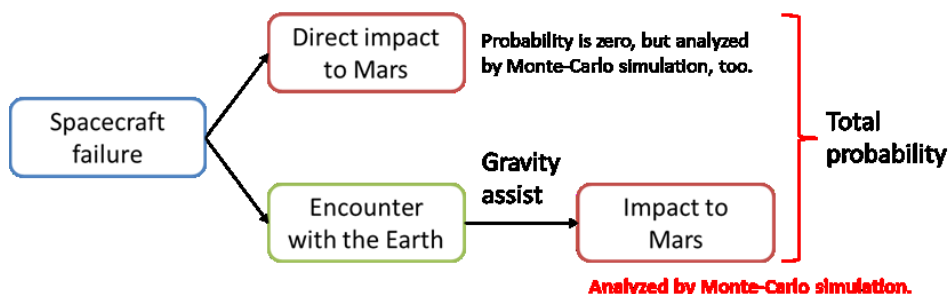 Direct impact
to Mars
Probability is zero, but analyzed
by Monte-Carlo simulation, too.
Spacecraft
failure
Total
probability
Gravity
assist
Encounter
with the Earth
Impact to
Mars
Analyzed by Monte-Carlo simulation.